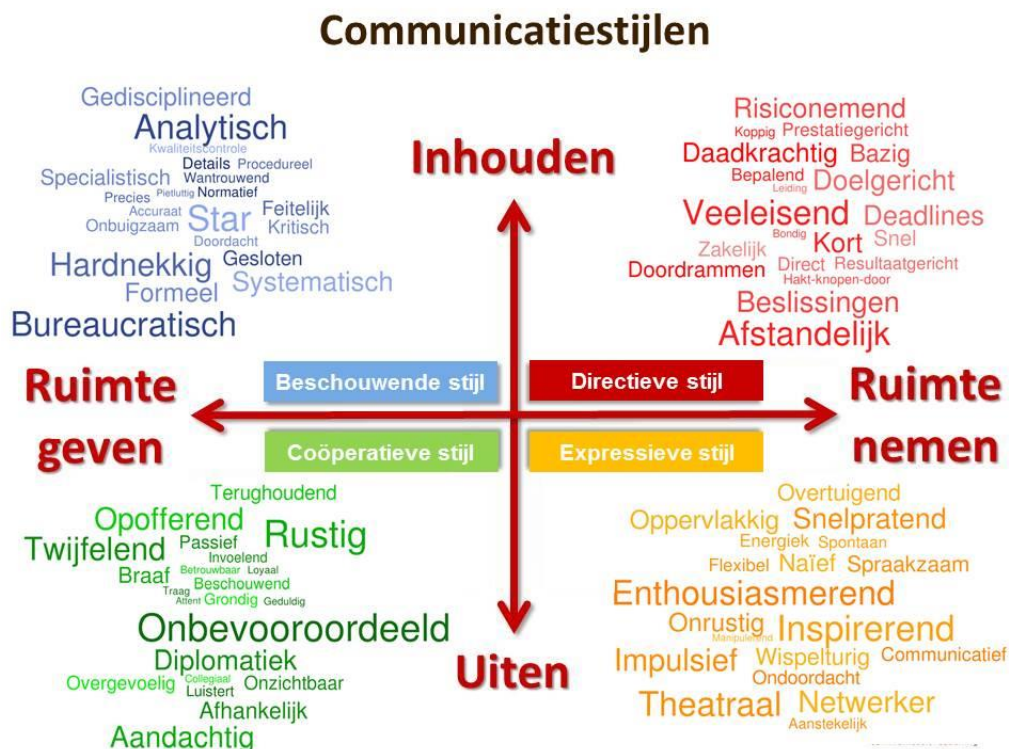 Communicatiestijlen
Gedisciplineerd
Analytisch
Kwaliteitscontrole
Details Procedureel
Specialistisch Wantrouwend
Precies Pietluttig Normatief
Accuraat Star Feitelijk
Onbuigzaam Kritisch
Doordacht
Hardnekkig Gesloten
Formeel Systematisch
Bureaucratisch
Inhouden
Risiconemend
Koppig Prestatiegericht
Daadkrachtig Bazig
Bepalend Doelgericht
Leiding
Veeleisend Deadlines
Bondig
Zakelijk Kort Snel
Doordrammen Direct Resultaatgericht
Hakt-knopen-door
Beslissingen
Afstandelijk
Ruimte
geven
Beschouwende stijl
Directieve stijl
Coöperatieve stijl
Expressieve stijl
Ruimte
nemen
Terughoudend
Opofferend Rustig
Twijfelend Passief
Invoelend
Braaf Betrouwbaar Loyaal
Traag Beschouwend
Attent Grondig Geduldig
Onbevooroordeeld
Diplomatiek
Overgevoelig Collegiaal Onzichtbaar
Luistert
Afhankelijk
Aandachtig
Uiten
Overtuigend
Oppervlakkig Snelpratend
Energiek Spontaan
Flexibel Naïef Spraakzaam
Enthousiasmerend
Onrustig Inspirerend
Manipulerend
Impulsief Wispelturig Communicatief
Ondoordacht
Theatraal Netwerker
Aanstekelijk